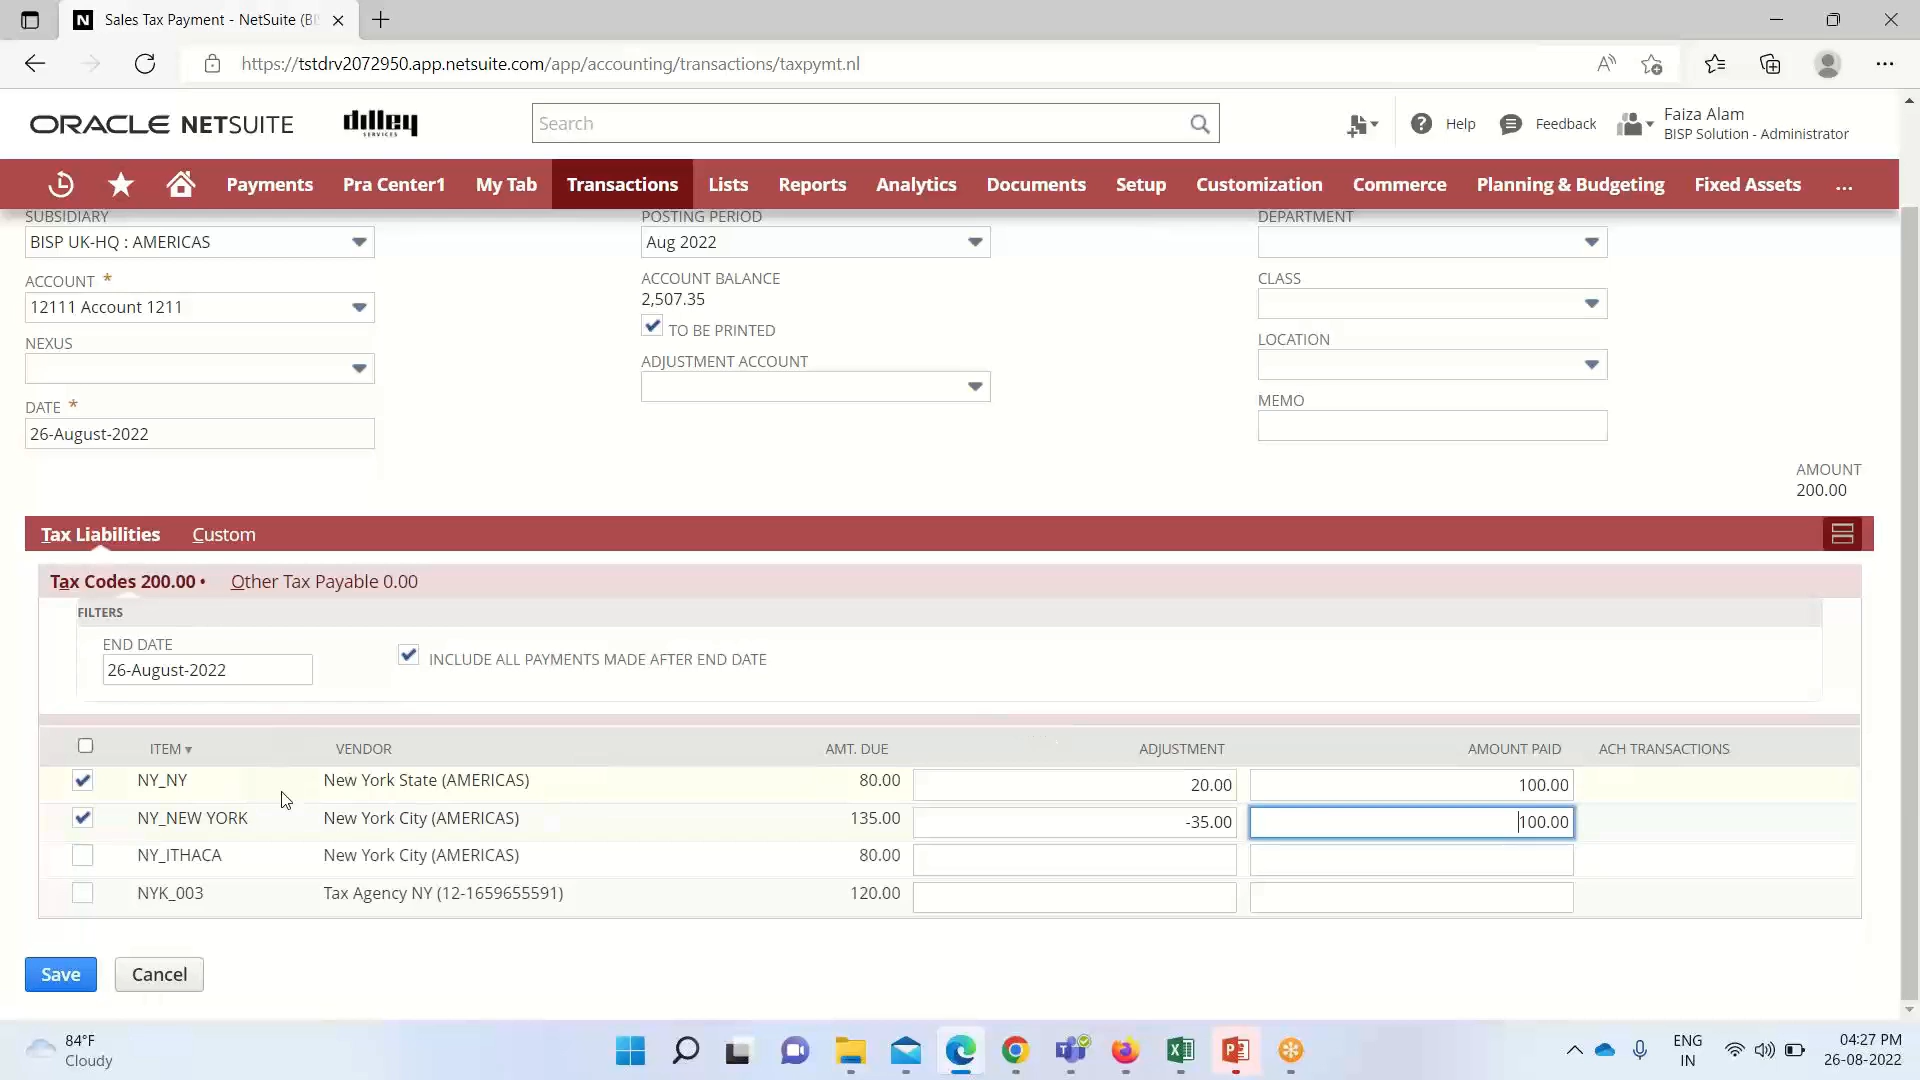 Sales Tax Payment - NetSuite (BI
https://tstdrv2072950.app.netsuite.com/app/accounting/transactions/taxpymt.nl
ORACLE NETSUITE
dilley
SERVICES
Search
Help
Feedback
Faiza Alam
BISP Solution - Administrator
Payments
Pra Center1
My Tab
Transactions
Lists
Reports
Analytics
Documents
Setup
Customization
Commerce
Planning & Budgeting
Fixed Assets
...
SUBSIDIARY
BISP UK-HQ : AMERICAS
ACCOUNT *
12111 Account 1211
NEXUS
DATE *
26-August-2022
POSTING PERIOD
Aug 2022
ACCOUNT BALANCE
2,507.35
TO BE PRINTED
ADJUSTMENT ACCOUNT
DEPARTMENT
CLASS
LOCATION
MEMO
AMOUNT
200.00
Tax Liabilities
Custom
Tax Codes 200.00 •
Other Tax Payable 0.00
FILTERS
END DATE
26-August-2022
INCLUDE ALL PAYMENTS MADE AFTER END DATE
ITEM ▼ VENDOR AMT. DUE ADJUSTMENT AMOUNT PAID ACH TRANSACTIONS
NY_NY New York State (AMERICAS) 80.00 20.00 100.00
NY_NEW YORK New York City (AMERICAS) 135.00 -35.00 100.00
NY_ITHACA New York City (AMERICAS) 80.00
NYK_003 Tax Agency NY (12-1659655591) 120.00
Save
Cancel
84°F
Cloudy
ENG
IN
04:27 PM
26-08-2022